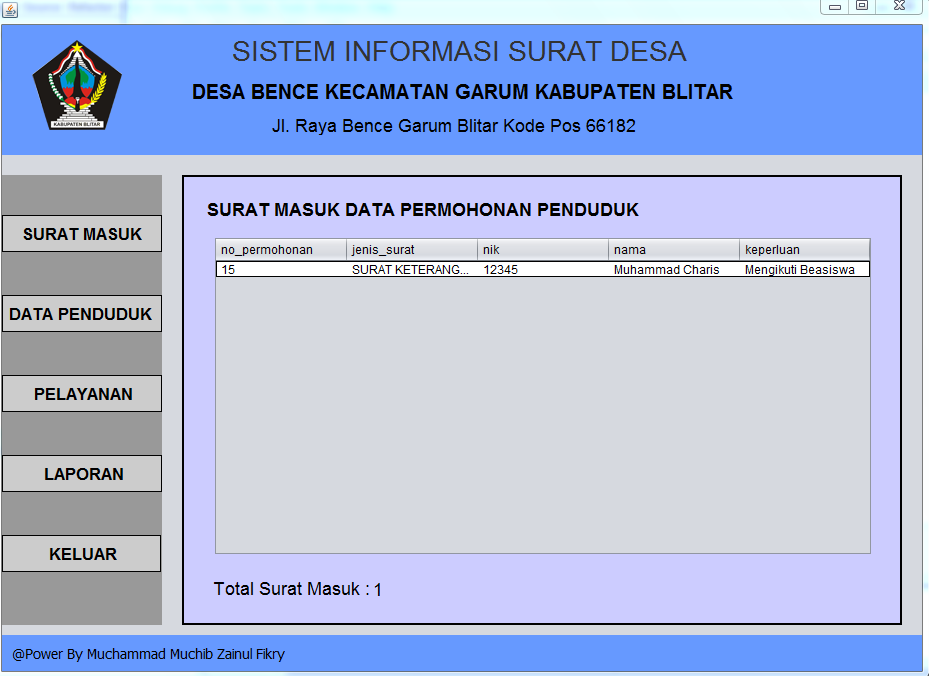 SISTEM INFORMASI SURAT DESA
DESA BENCE KECAMATAN GARUM KABUPATEN BLITAR
Jl. Raya Bence Garum Blitar Kode Pos 66182
KABUPATEN BLITAR
SURAT MASUK
DATA PENDUDUK
PELAYANAN
LAPORAN
KELUAR
SURAT MASUK DATA PERMOHONAN PENDUDUK
no_permohonan jenis_surat nik nama keperluan
15 SURAT KETERANG... 12345 Muhammad Charis Mengikuti Beasiswa
Total Surat Masuk : 1
@Power By Muchammad Muchib Zainul Fikry